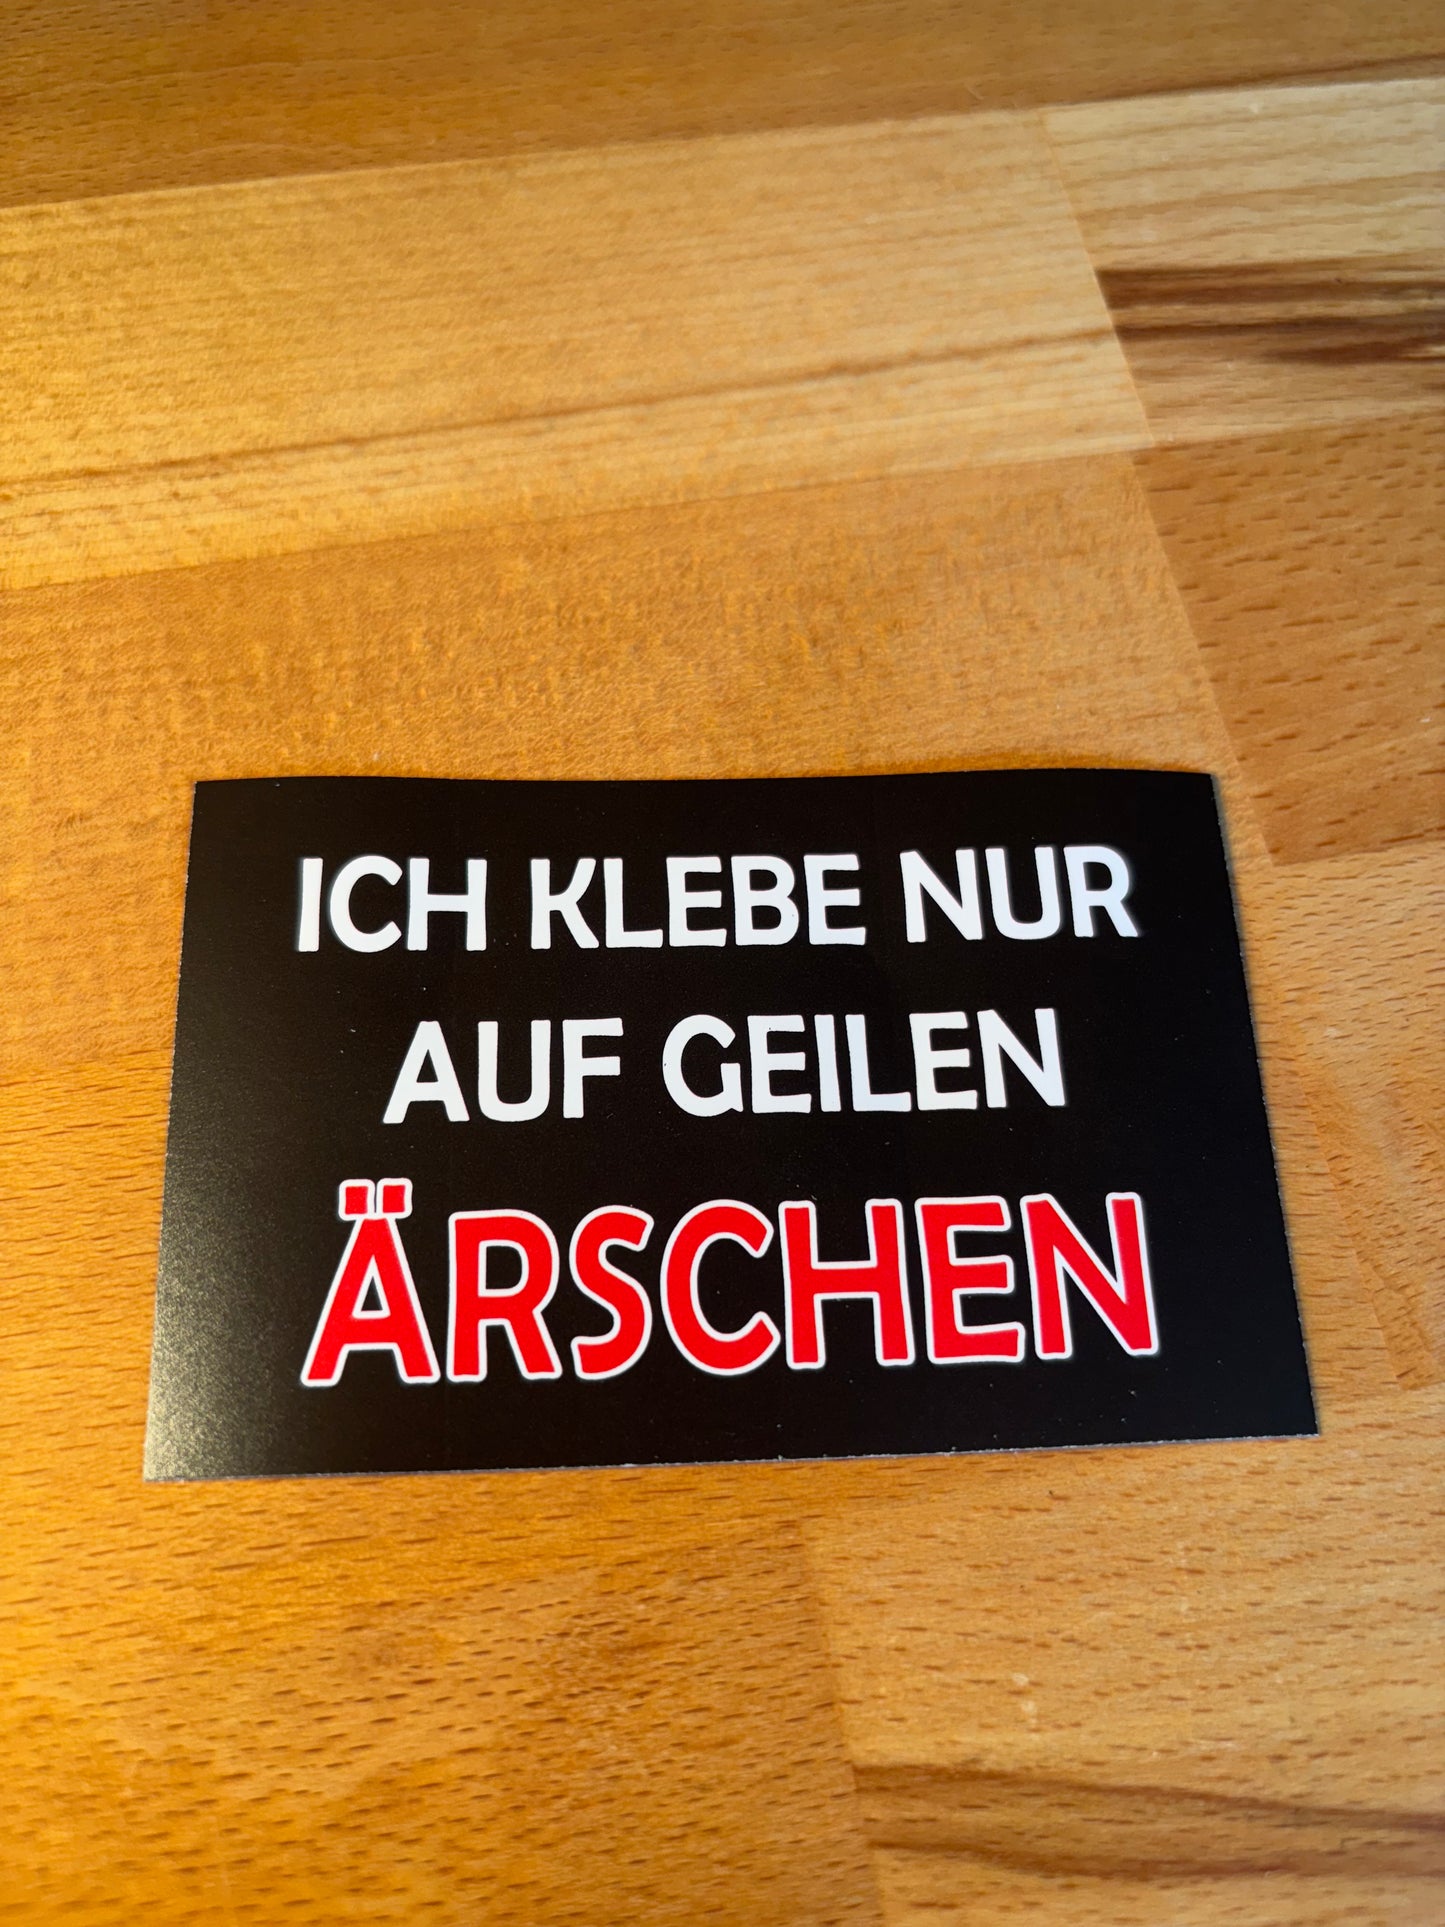 ICH KLEBE NUR
AUF GEILEN
ÄRSCHEN